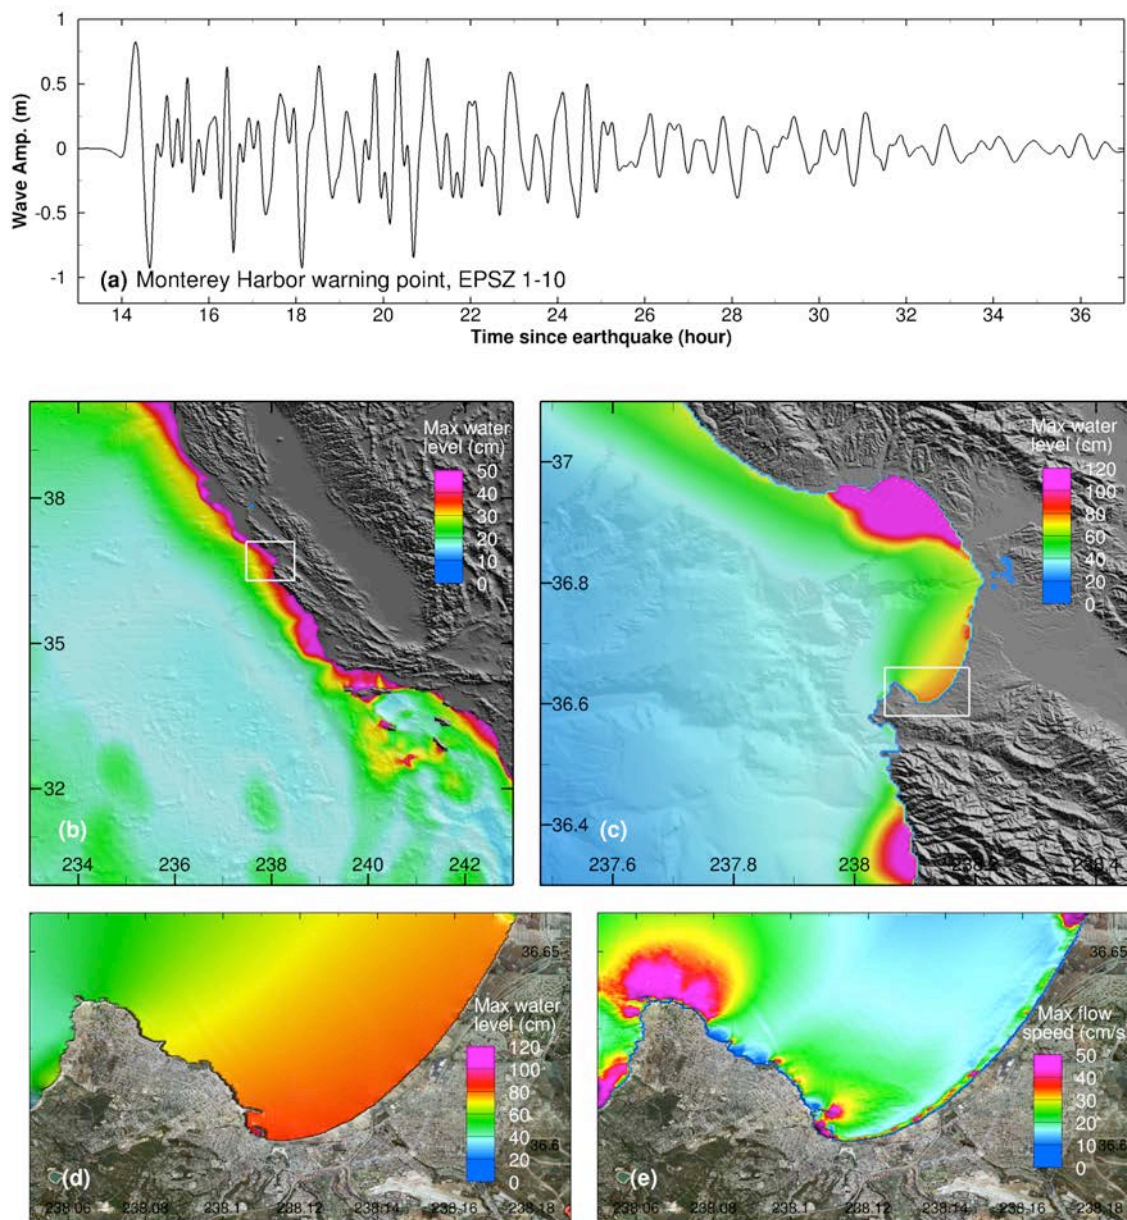 1
0.5
0
-0.5
-1
Wave Amp. (m)
(a) Monterey Harbor warning point, EPSZ 1-10
14 16 18 20 22 24 26 28 30 32 34 36
Time since earthquake (hour)
Max water
level (cm)
50
40
30
20
10
0
38
35
32
(b)
234 236 238 240 242
Max water
level (cm)
120
100
80
60
40
20
0
37
36.8
36.6
36.4
(c)
237.6 237.8 238 238.2 238.4
Max water
level (cm)
120
100
80
60
40
20
0
36.65
36.6
(d)
238.06 238.08 238.1 238.12 238.14 238.16
Max flow
speed (cm/s)
50
40
30
20
10
0
36.65
36.6
(e)
238.06 238.08 238.1 238.12 238.14 238.16 238.18